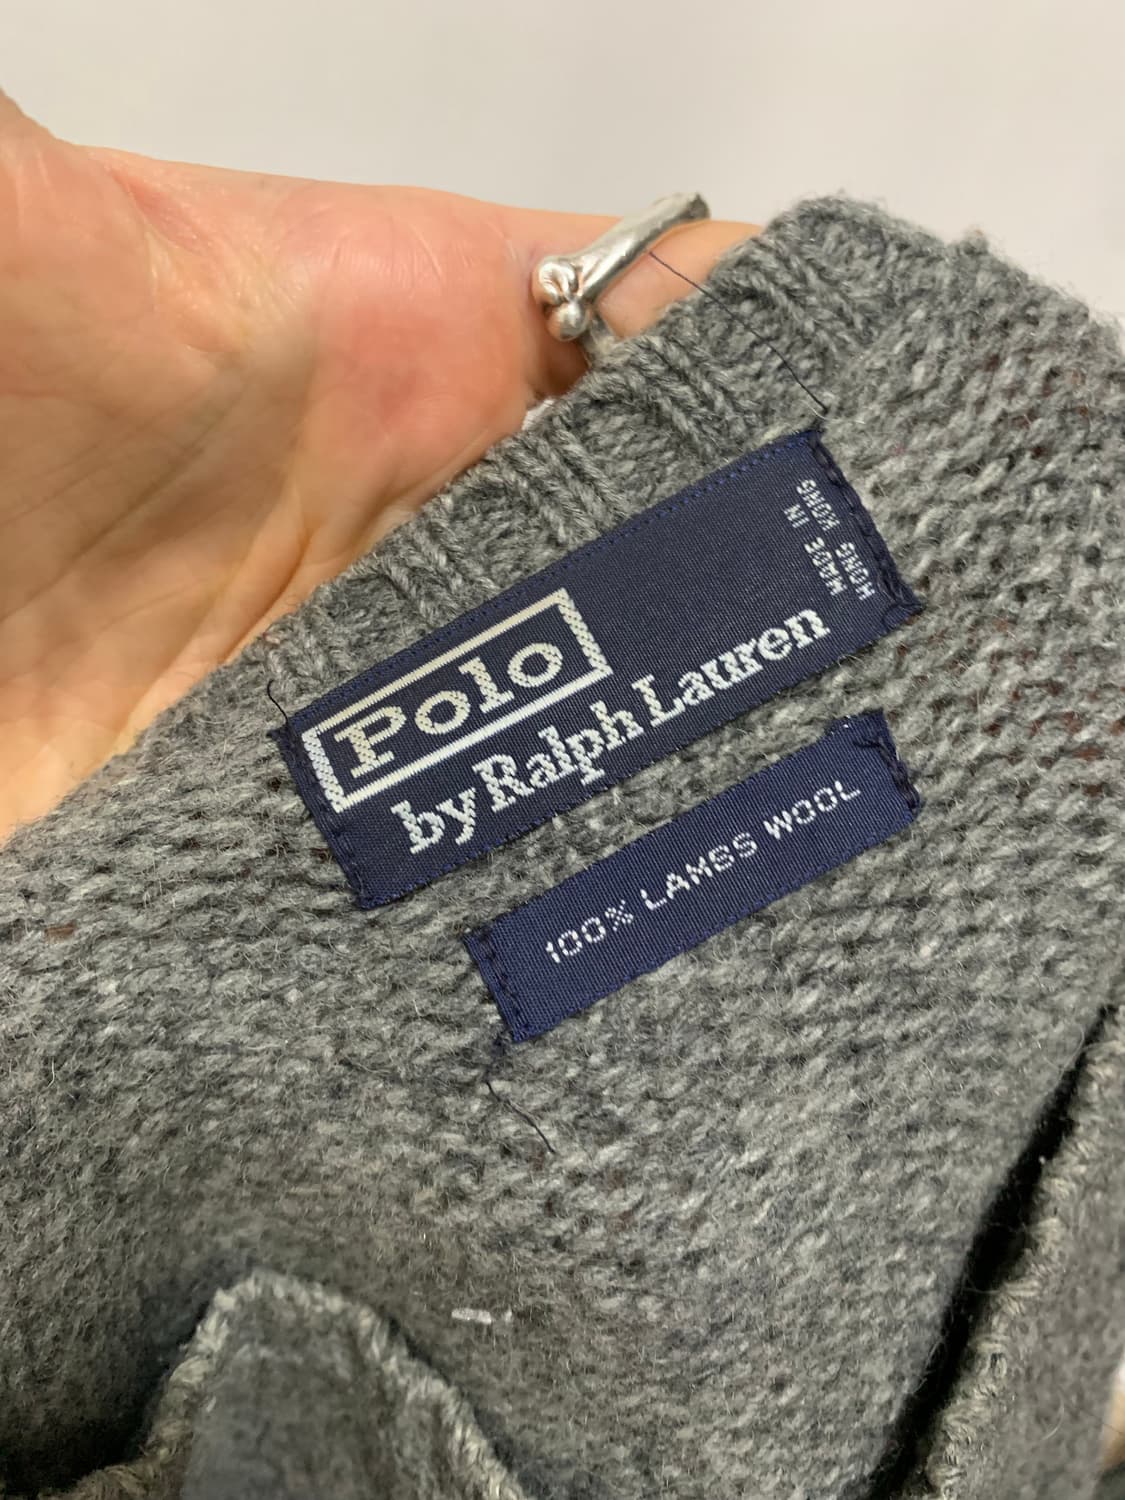 Polo
by Ralph Lauren
MADE IN
HONG KONG
100% LAMBS WOOL